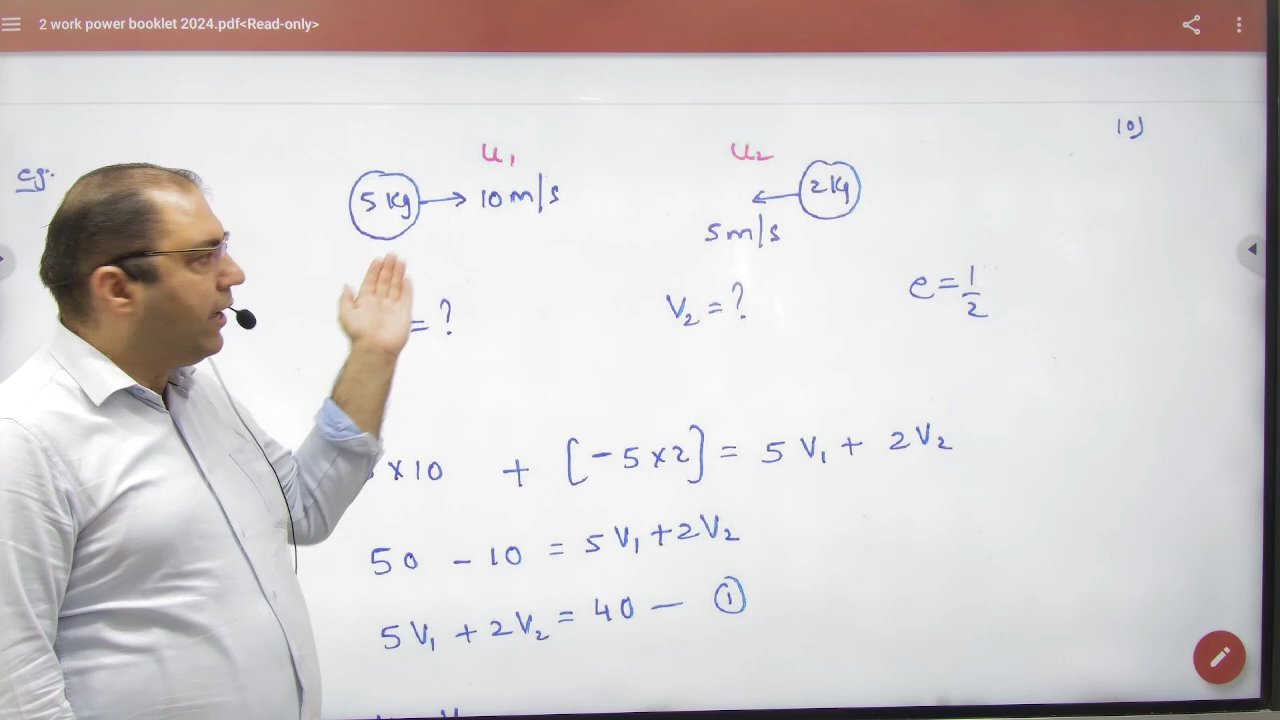 2 work power booklet 2024.pdf<Read-only>
10)
eg.
u₁
u₂
5 Kg → 10 m/s
← 2 Kg
5 m/s
= ?
V₂ = ?
e = 1/2
× 10 + [- 5 × 2] = 5 V₁ + 2 V₂
50 - 10 = 5 V₁ + 2 V₂
5 V₁ + 2 V₂ = 40 — ①